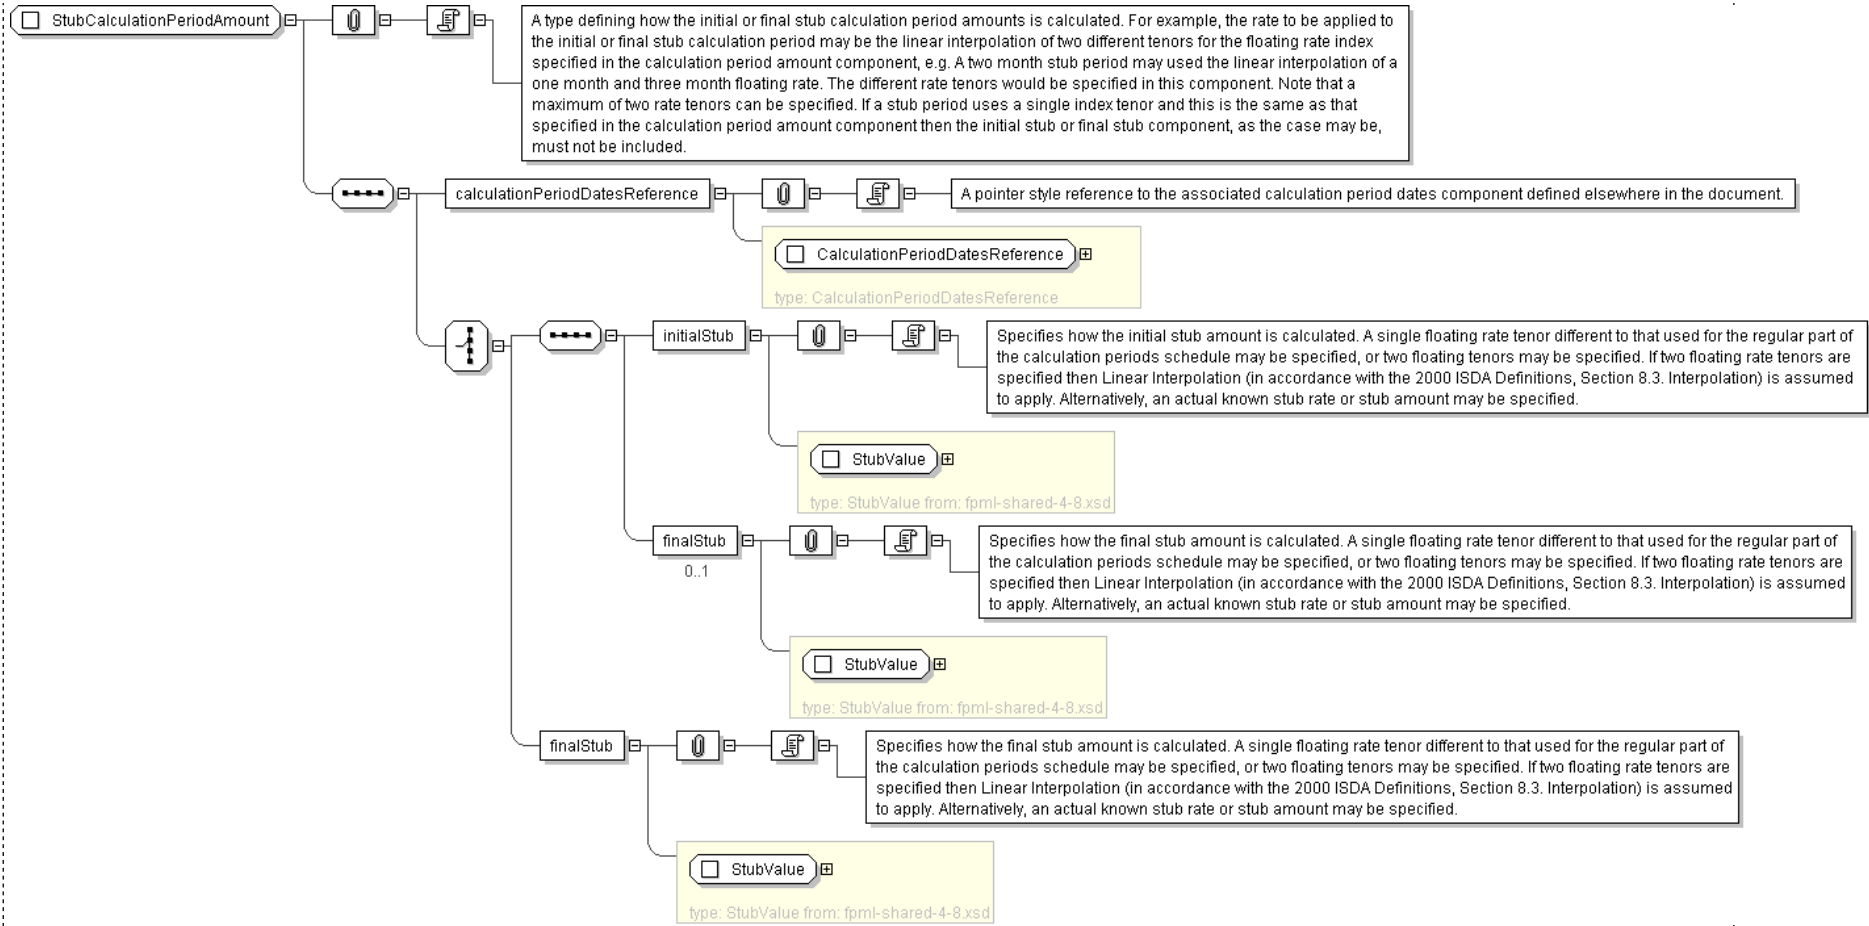 StubCalculationPeriodAmount
A type defining how the initial or final stub calculation period amounts is calculated. For example, the rate to be applied to
the initial or final stub calculation period may be the linear interpolation of two different tenors for the floating rate index
specified in the calculation period amount component, e.g. A two month stub period may used the linear interpolation of a
one month and three month floating rate. The different rate tenors would be specified in this component. Note that a
maximum of two rate tenors can be specified. If a stub period uses a single index tenor and this is the same as that
specified in the calculation period amount component then the initial stub or final stub component, as the case may be,
must not be included.
calculationPeriodDatesReference
A pointer style reference to the associated calculation period dates component defined elsewhere in the document.
CalculationPeriodDatesReference
type: CalculationPeriodDatesReference
initialStub
Specifies how the initial stub amount is calculated. A single floating rate tenor different to that used for the regular part of
the calculation periods schedule may be specified, or two floating tenors may be specified. If two floating rate tenors are
specified then Linear Interpolation (in accordance with the 2000 ISDA Definitions, Section 8.3. Interpolation) is assumed
to apply. Alternatively, an actual known stub rate or stub amount may be specified.
StubValue
type: StubValue from: fpml-shared-4-8.xsd
finalStub
0..1
Specifies how the final stub amount is calculated. A single floating rate tenor different to that used for the regular part of
the calculation periods schedule may be specified, or two floating tenors may be specified. If two floating rate tenors are
specified then Linear Interpolation (in accordance with the 2000 ISDA Definitions, Section 8.3. Interpolation) is assumed
to apply. Alternatively, an actual known stub rate or stub amount may be specified.
StubValue
type: StubValue from: fpml-shared-4-8.xsd
finalStub
Specifies how the final stub amount is calculated. A single floating rate tenor different to that used for the regular part of
the calculation periods schedule may be specified, or two floating tenors may be specified. If two floating rate tenors are
specified then Linear Interpolation (in accordance with the 2000 ISDA Definitions, Section 8.3. Interpolation) is assumed
to apply. Alternatively, an actual known stub rate or stub amount may be specified.
StubValue
type: StubValue from: fpml-shared-4-8.xsd